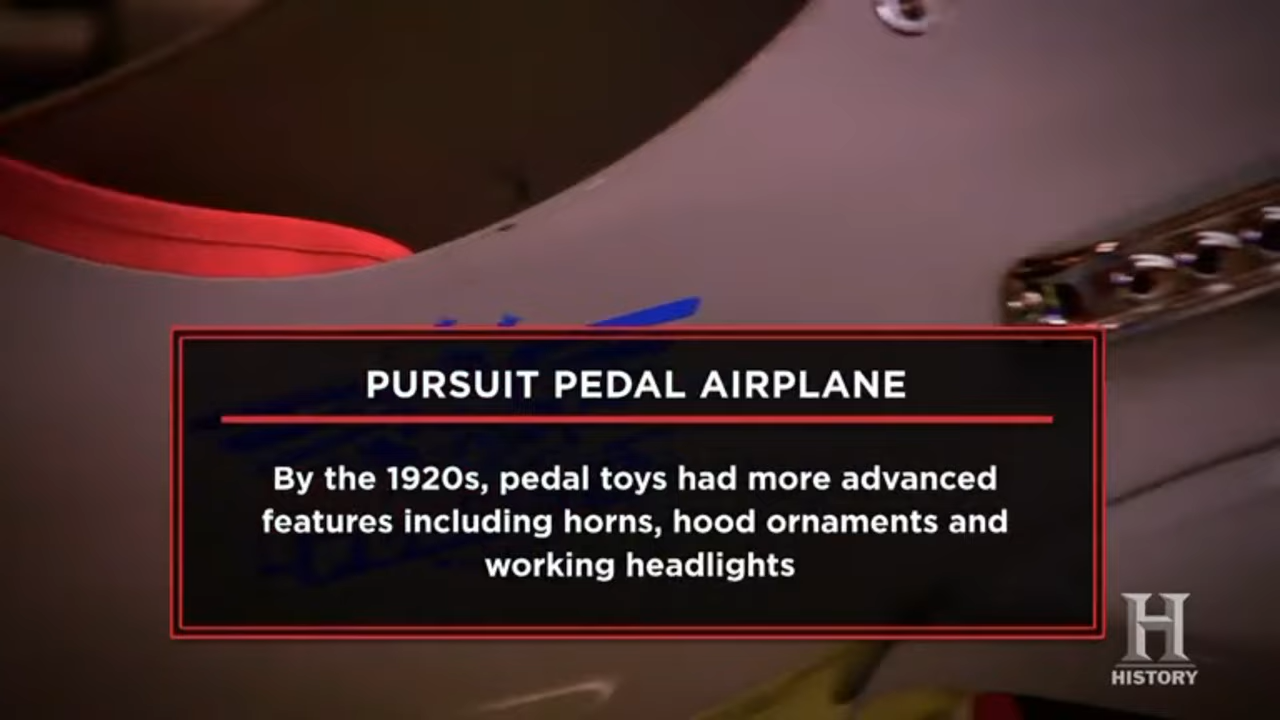 PURSUIT PEDAL AIRPLANE
By the 1920s, pedal toys had more advanced
features including horns, hood ornaments and
working headlights
H
HISTORY